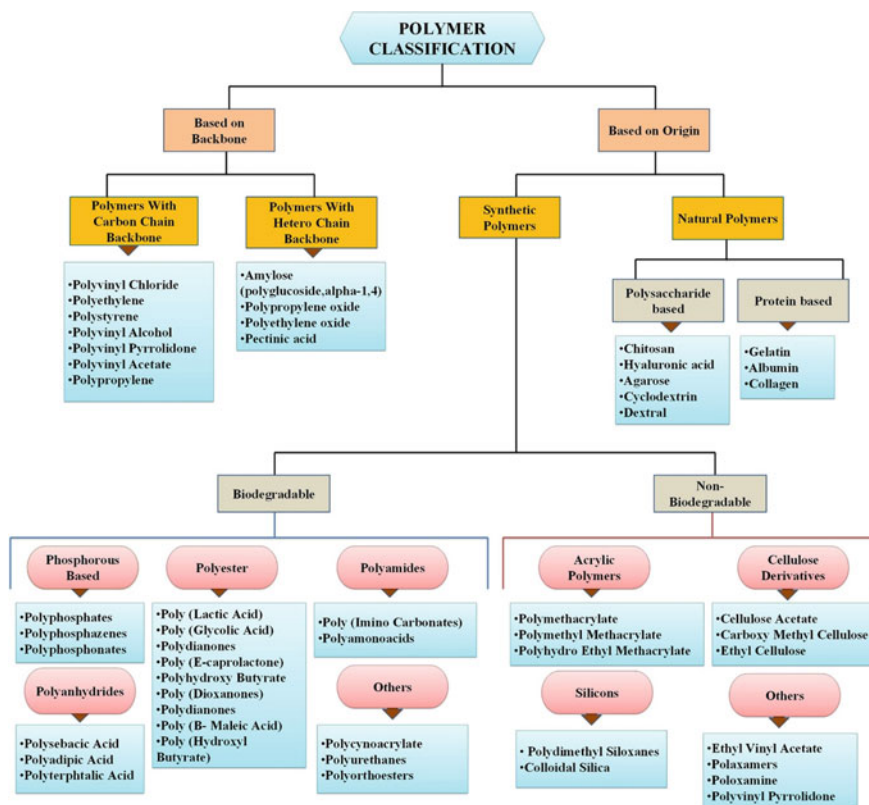 POLYMER
CLASSIFICATION
Based on
Backbone
Based on Origin
Polymers With
Carbon Chain
Backbone
Polymers With
Hetero Chain
Backbone
Synthetic
Polymers
Natural Polymers
•Polyvinyl Chloride
•Polyethylene
•Polystyrene
•Polyvinyl Alcohol
•Polyvinyl Pyrrolidone
•Polyvinyl Acetate
•Polypropylene
•Amylose
(polyglucoside,alpha-1,4)
•Polypropylene oxide
•Polyethylene oxide
•Pectinic acid
Polysaccharide
based
Protein based
•Chitosan
•Hyaluronic acid
•Agarose
•Cyclodextrin
•Dextral
•Gelatin
•Albumin
•Collagen
Biodegradable
Non-
Biodegradable
Phosphorous
Based
Polyester
Polyamides
Acrylic
Polymers
Cellulose
Derivatives
•Polyphosphates
•Polyphosphazenes
•Polyphosphonates
•Poly (Lactic Acid)
•Poly (Glycolic Acid)
•Polydianones
•Poly (E-caprolactone)
•Polyhydroxy Butyrate
•Poly (Dioxanones)
•Polydianones
•Poly (B- Maleic Acid)
•Poly (Hydroxyl
Butyrate)
•Poly (Imino Carbonates)
•Polyamonoacids
•Polymethacrylate
•Polymethyl Methacrylate
•Polyhydro Ethyl Methacrylate
•Cellulose Acetate
•Carboxy Methyl Cellulose
•Ethyl Cellulose
Polyanhydrides
Others
Silicons
Others
•Polysebacic Acid
•Polyadipic Acid
•Polyterphtalic Acid
•Polycynoacrylate
•Polyurethanes
•Polyorthoesters
• Polydimethyl Siloxanes
•Colloidal Silica
•Ethyl Vinyl Acetate
•Polaxamers
•Poloxamine
•Polyvinyl Pyrrolidone